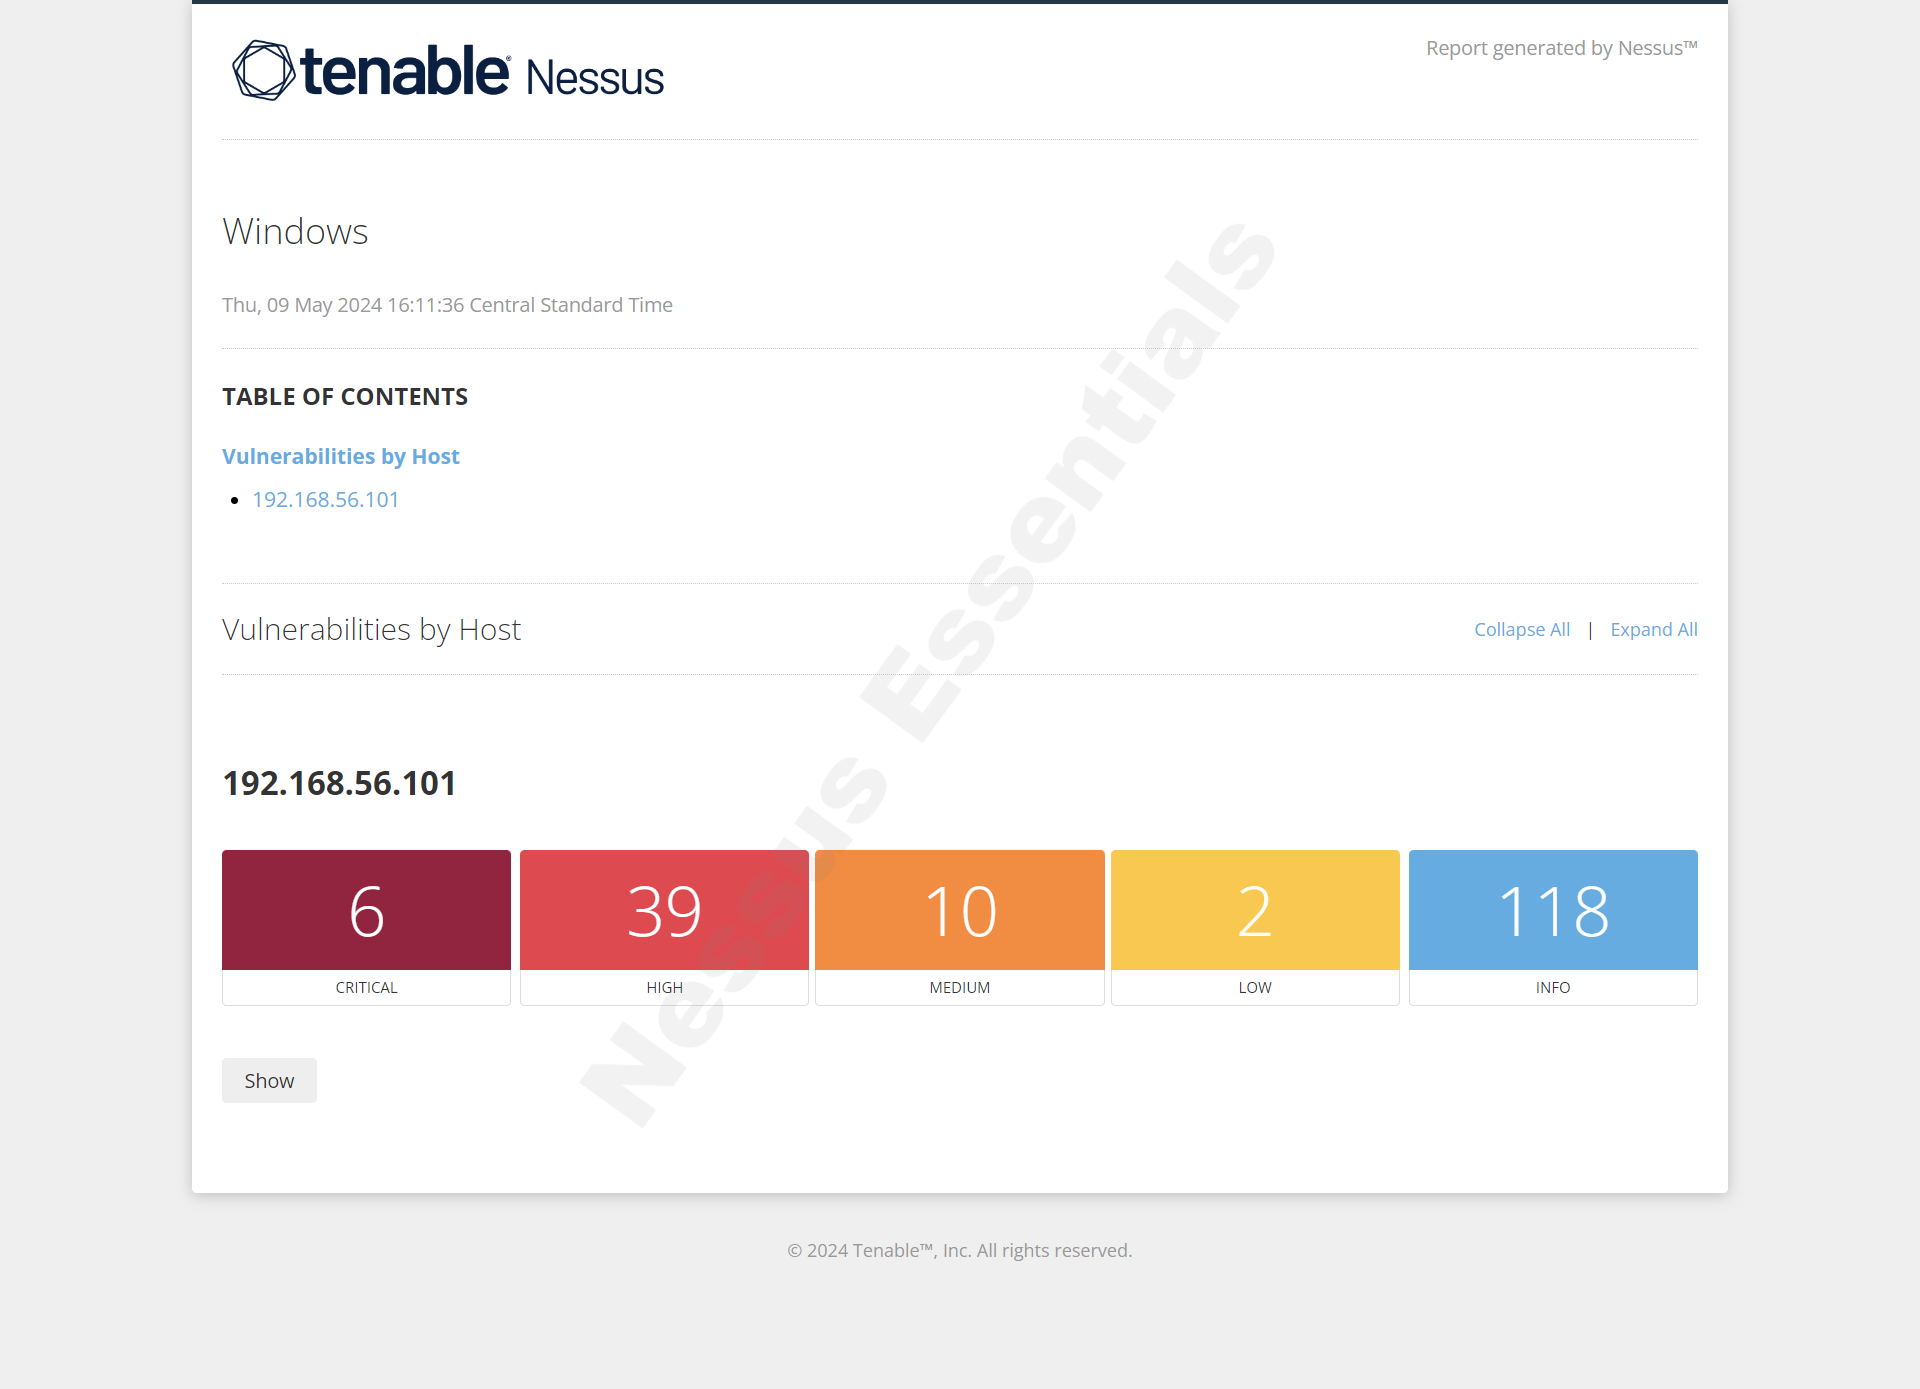 tenable® Nessus
Report generated by Nessus™
Windows
Thu, 09 May 2024 16:11:36 Central Standard Time
TABLE OF CONTENTS
Vulnerabilities by Host
• 192.168.56.101
Vulnerabilities by Host
Collapse All | Expand All
192.168.56.101
6 39 10 2 118
CRITICAL HIGH MEDIUM LOW INFO
Show
Nessus Essentials
© 2024 Tenable™, Inc. All rights reserved.